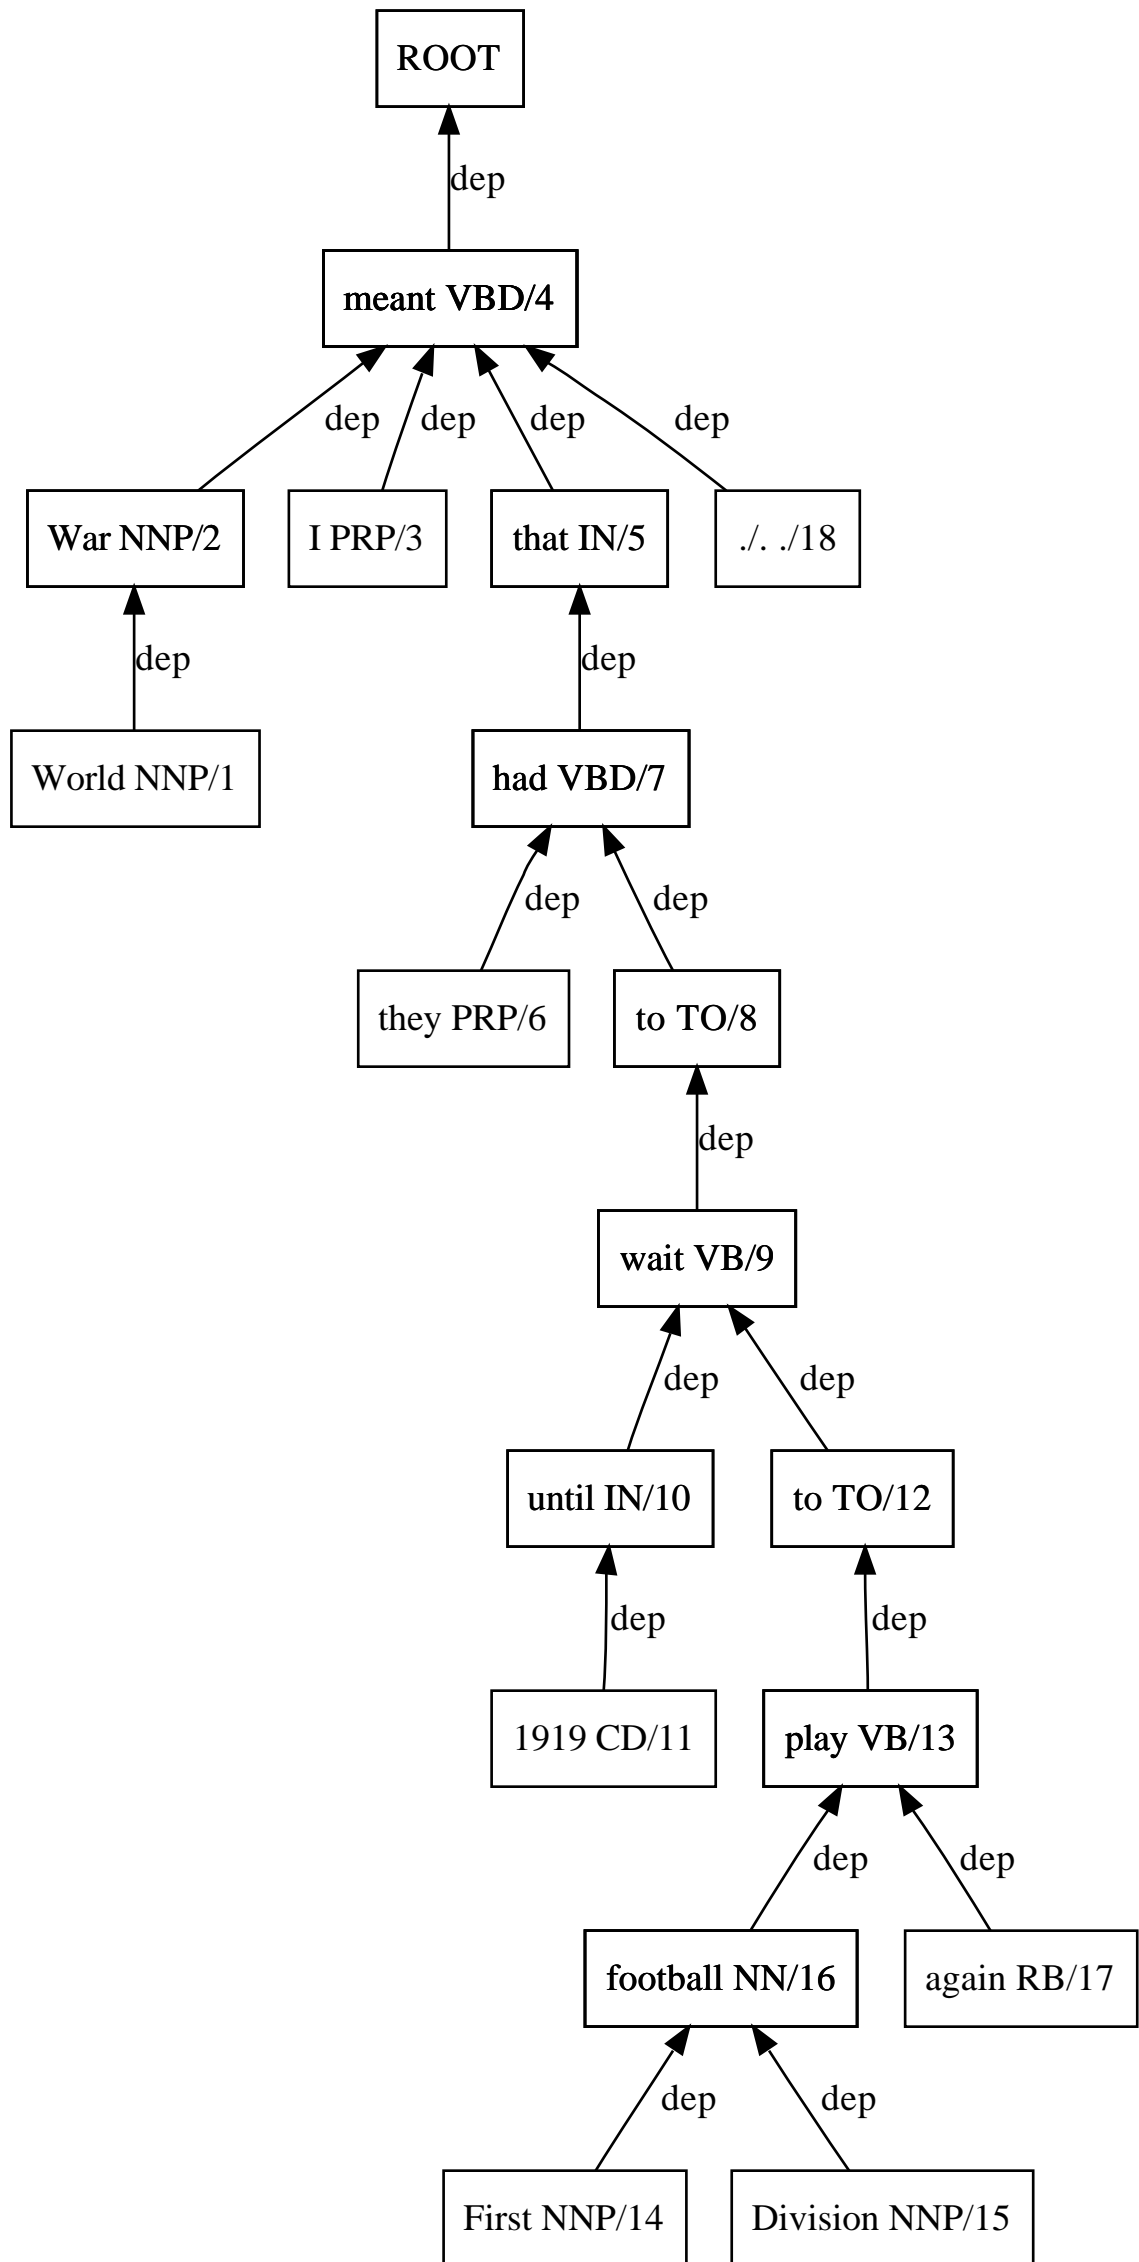 ROOT
dep
meant VBD/4
dep dep dep dep
War NNP/2 I PRP/3 that IN/5 ./. ./18
dep dep
World NNP/1 had VBD/7
dep dep
they PRP/6 to TO/8
dep
wait VB/9
dep dep
until IN/10 to TO/12
dep dep
1919 CD/11 play VB/13
dep dep
football NN/16 again RB/17
dep dep
First NNP/14 Division NNP/15